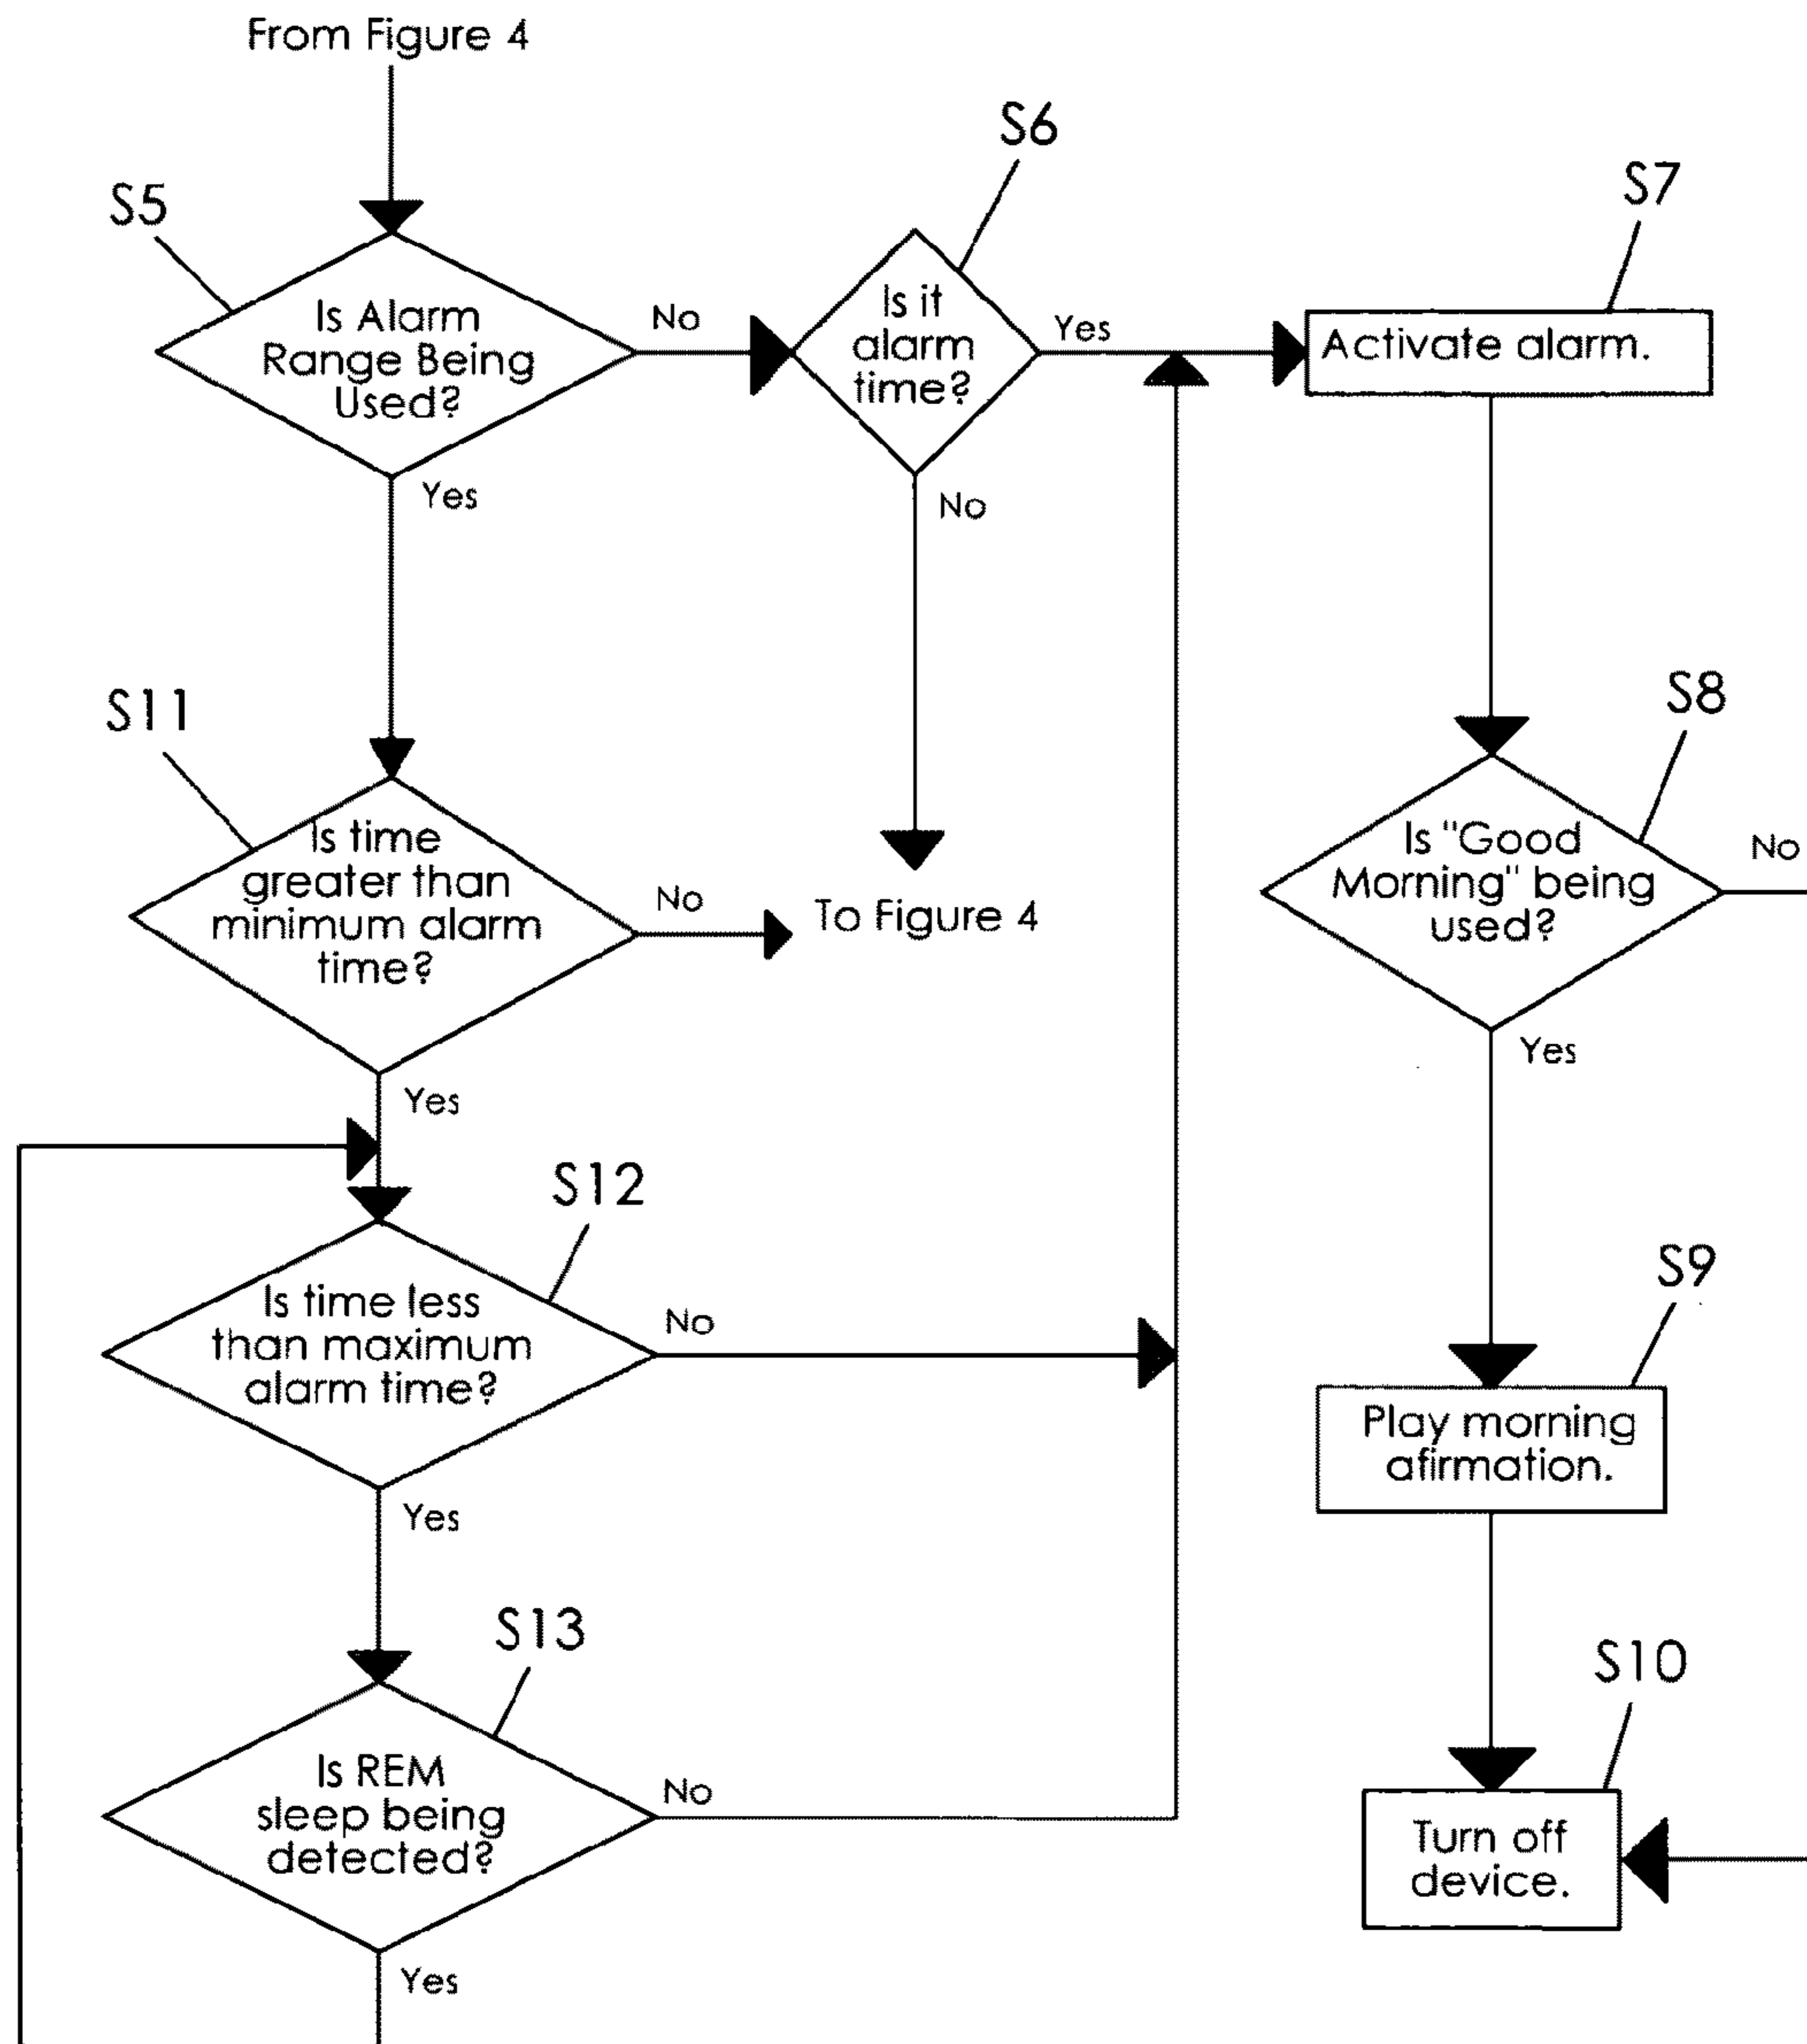 From Figure 4
S6
S7
S5
Is Alarm
Range Being
Used?
No
Is it
alarm
time?
Yes
Activate alarm.
Yes
No
S11
S8
Is time
greater than
minimum alarm
time?
No
To Figure 4
Is "Good
Morning" being
used?
No
Yes
Yes
S12
S9
Is time less
than maximum
alarm time?
No
Play morning
afirmation.
Yes
S13
S10
Is REM
sleep being
detected?
No
Turn off
device.
Yes